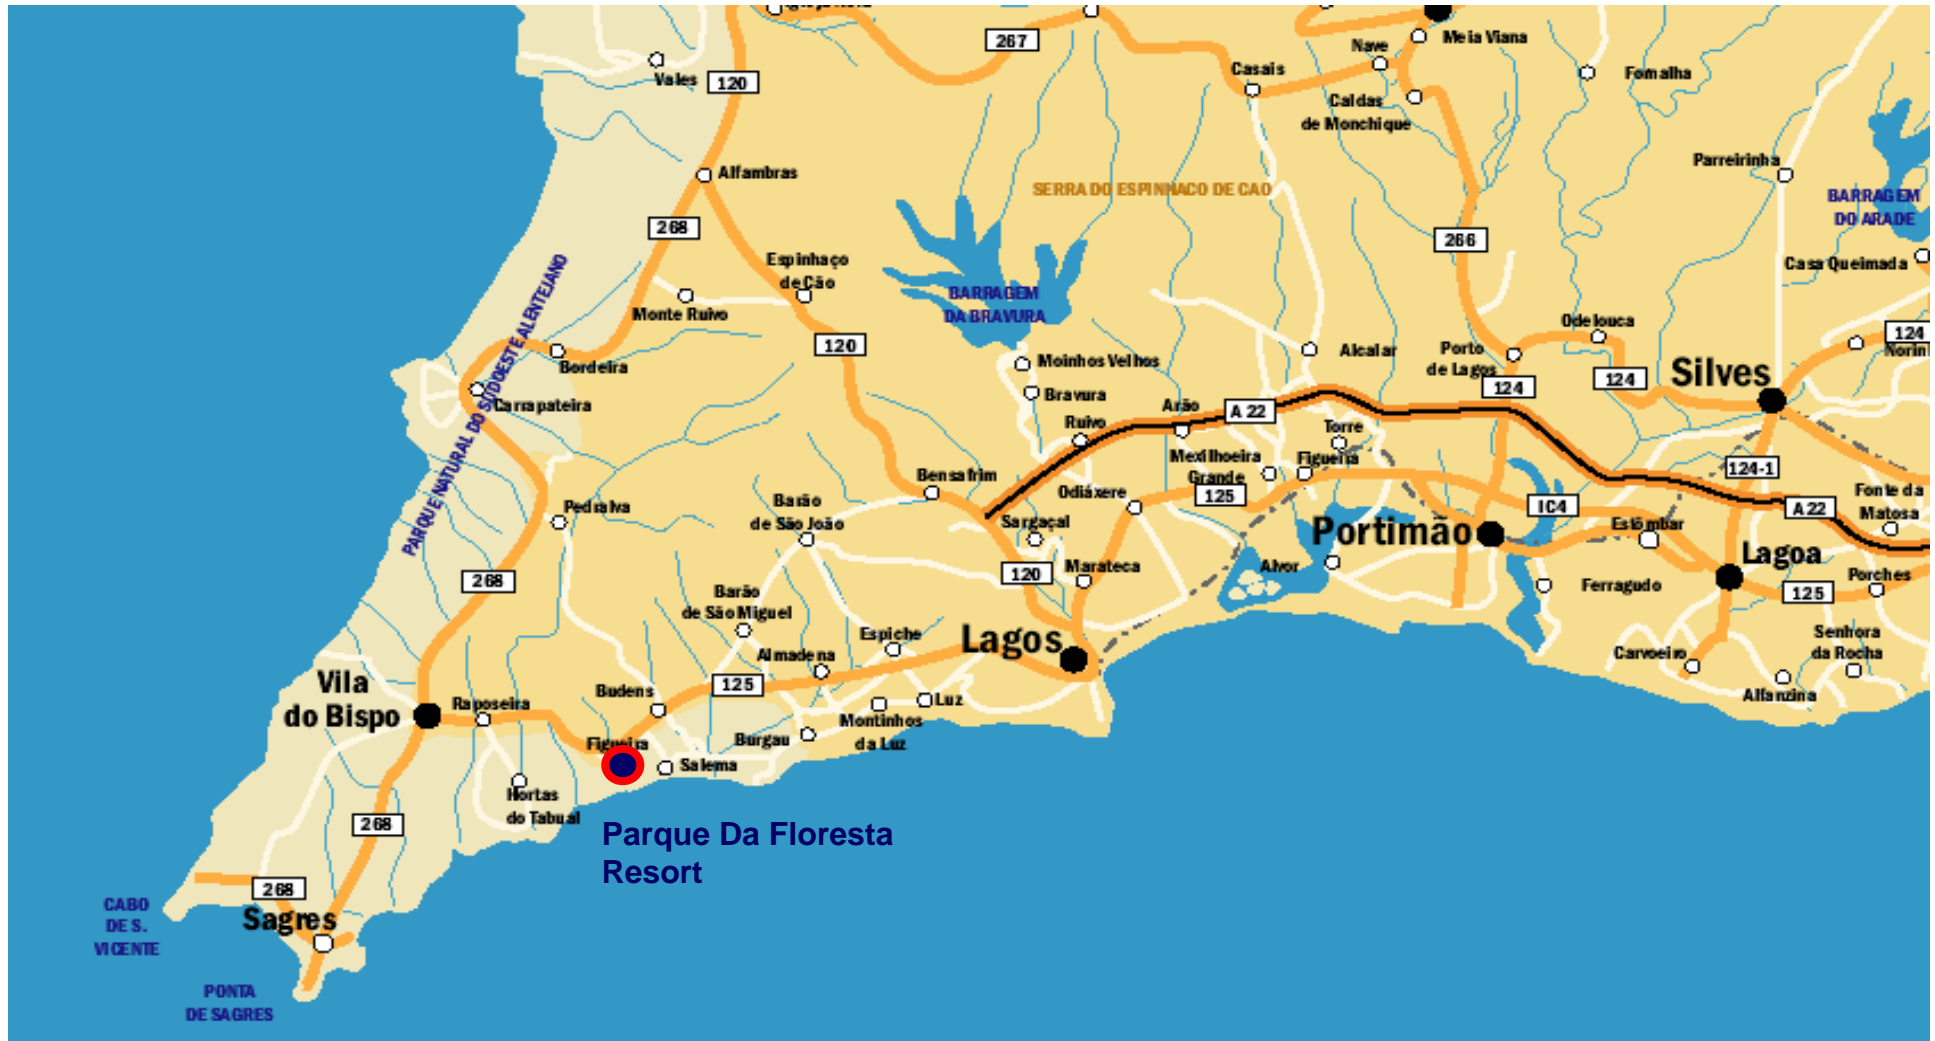 267
Nave
Meia Viana
Vales
120
Casais
Fornalha
Caldas
de Monchique
Alfambras
Parreirinha
SERRA DO ESPINHACO DE CAO
BARRAGEM
DO ARADE
268
266
Espinhaço
de Cão
Casa Queimada
BARRAGEM
DA BRAVURA
Monte Ruivo
Odelouca
120
124
PARQUE NATURAL DO SUDOESTE ALENTEJANO
Bordeira
Moinhos Velhos
Alcalar
Porto
de Lagos
124
124
Silves
Carrapateira
Bravura
Arão
A 22
Ruivo
Torre
Mexilhoeira
Grande
Figueira
124-1
Bensafrim
Odiáxere
125
IC4
A 22
Fonte da
Matosa
Pedralva
Barão
de São João
Sargaçal
Portimão
Estômbar
Lagoa
268
120
Marateca
Alvor
Ferragudo
125
Porches
Barão
de São Miguel
Espiche
Lagos
Senhora
da Rocha
Almadena
Carvoeiro
Alfanzina
Vila
do Bispo
Raposeira
Budens
125
Luz
Montinhos
da Luz
Figueira
Burgau
Salema
Hortas
do Tabual
268
Parque Da Floresta
Resort
268
Sagres
CABO
DE S.
VICENTE
PONTA
DE SAGRES